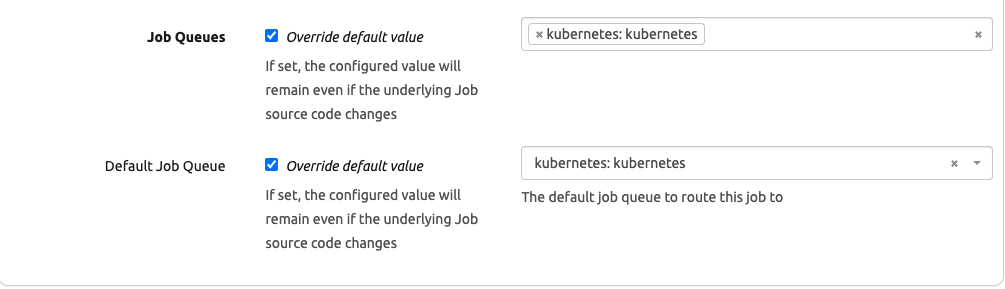 Job Queues
Override default value
× kubernetes: kubernetes ×
If set, the configured value will
remain even if the underlying Job
source code changes
Default Job Queue
Override default value
kubernetes: kubernetes ×
If set, the configured value will
The default job queue to route this job to
remain even if the underlying Job
source code changes